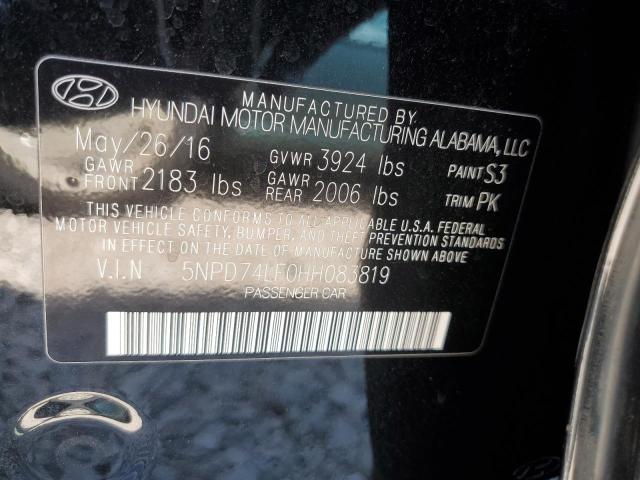 MANUFACTURED BY
HYUNDAI MOTOR MANUFACTURING ALABAMA, LLC
May/26/16 GVWR 3924 lbs PAINT S3
GAWR FRONT 2183 lbs GAWR REAR 2006 lbs TRIM PK
THIS VEHICLE CONFORMS TO ALL APPLICABLE U.S.A. FEDERAL
MOTOR VEHICLE SAFETY, BUMPER, AND THEFT PREVENTION STANDARDS
IN EFFECT ON THE DATE OF MANUFACTURE SHOWN ABOVE.
V.I.N 5NPD74LF0HH083819
PASSENGER CAR